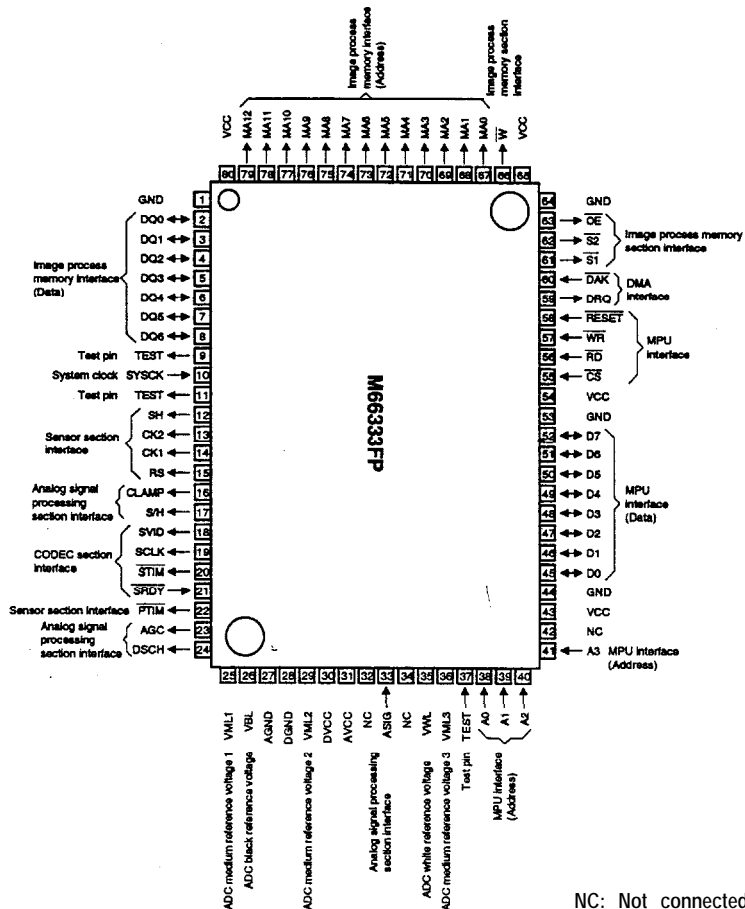 Image process
memory interface
(Address)
Image process
memory section
interface
VCC
MA12
MA11
MA10
MA9
MA8
MA7
MA6
MA5
MA4
MA3
MA2
MA1
MA0
W
VCC
80 79 78 77 76 75 74 73 72 71 70 69 68 67 66 65
GND 1
DQ0 2
DQ1 3
DQ2 4
DQ3 5
DQ4 6
DQ5 7
DQ6 8
Image process
memory interface
(Data)
Test pin TEST 9
System clock SYSCK 10
Test pin TEST 11
SH 12
CK2 13
CK1 14
RS 15
Sensor section
interface
CLAMP 16
S/H 17
Analog signal
processing
section interface
SVID 18
SCLK 19
STIM 20
SRDY 21
CODEC section
interface
Sensor section interface PTIM 22
AGC 23
DSCH 24
Analog signal
processing
section interface
M66333FP
64 GND
63 OE
62 S2
61 S1
Image process memory
section interface
60 DAK
59 DRQ
DMA
interface
58 RESET
57 WR
56 RD
55 CS
MPU
interface
54 VCC
53 GND
52 D7
51 D6
50 D5
49 D4
48 D3
47 D2
46 D1
45 D0
MPU
interface
(Data)
44 GND
43 VCC
42 NC
41 A3 MPU interface
(Address)
25 26 27 28 29 30 31 32 33 34 35 36 37 38 39 40
VML1
VBL
AGND
DGND
VML2
DVCC
AVCC
NC
ASIG
NC
VWL
VML3
TEST
A0
A1
A2
ADC medium reference voltage 1
ADC black reference voltage
ADC medium reference voltage 2
Analog signal processing
section interface
ADC white reference voltage
ADC medium reference voltage 3
Test pin
MPU interface
(Address)
NC: Not connected